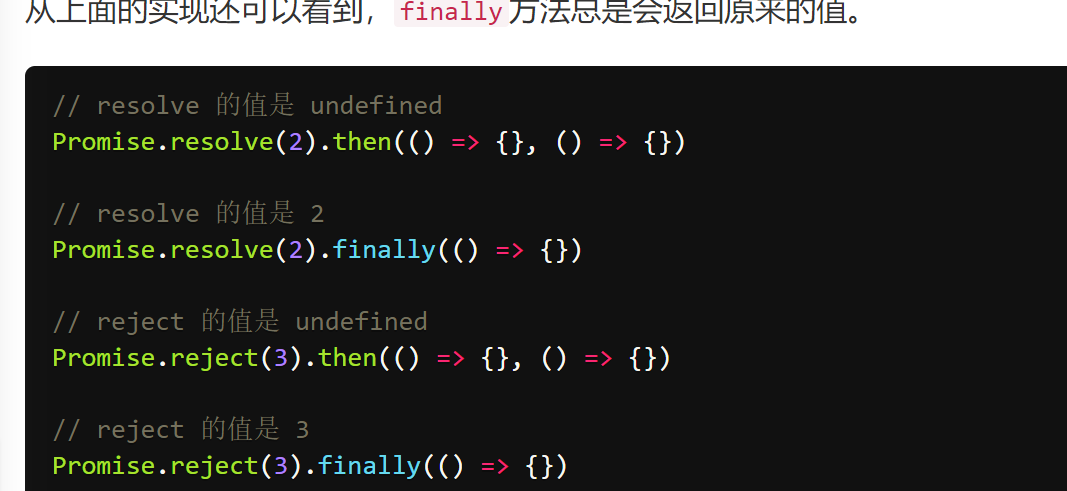 从上面的实现还可以看到，finally方法总是会返回原来的值。
// resolve 的值是 undefined
Promise.resolve(2).then(() => {}, () => {})
// resolve 的值是 2
Promise.resolve(2).finally(() => {})
// reject 的值是 undefined
Promise.reject(3).then(() => {}, () => {})
// reject 的值是 3
Promise.reject(3).finally(() => {})